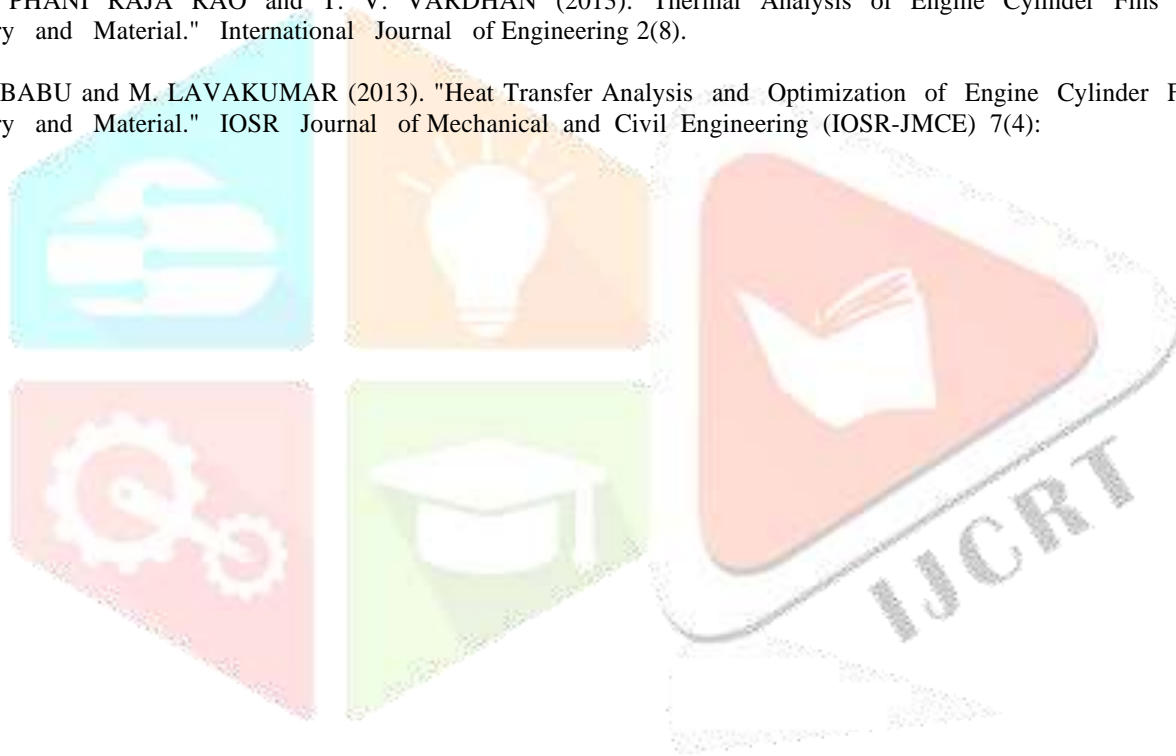 PHANI RAJA RAO and T. V. VARDHAN (2013). "Thermal Analysis of Engine Cylinder Fins
ry and Material." International Journal of Engineering 2(8).
BABU and M. LAVAKUMAR (2013). "Heat Transfer Analysis and Optimization of Engine Cylinder F
ry and Material." IOSR Journal of Mechanical and Civil Engineering (IOSR-JMCE) 7(4):
IJCRT